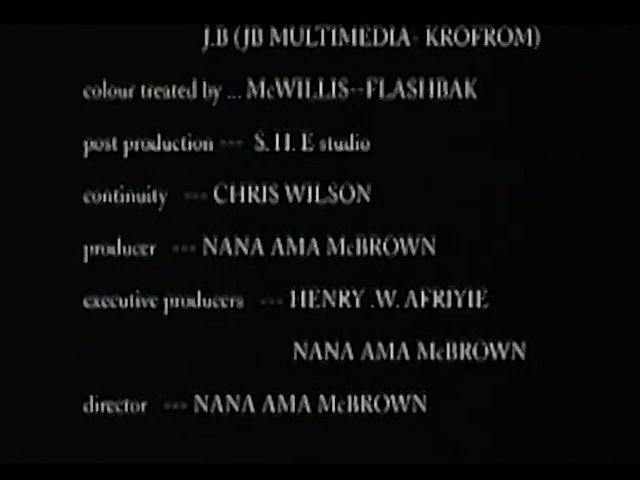 J.B (JB MULTIMEDIA- KROFROM)
colour treated by ... McWILLIS--FLASHBAK
post production --- S. H. E studio
continuity --- CHRIS WILSON
producer --- NANA AMA McBROWN
executive producers --- HENRY .W. AFRIYIE
NANA AMA McBROWN
director --- NANA AMA McBROWN